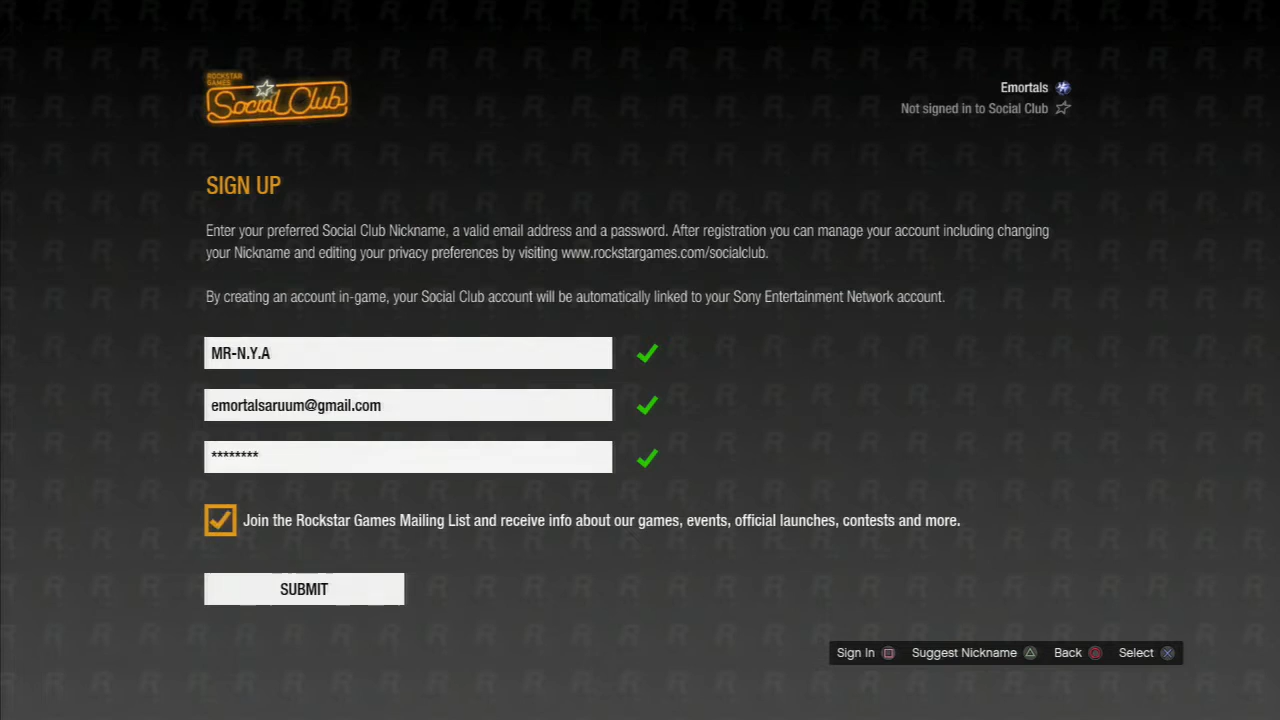 ROCKSTAR
GAMES
Social Club
Emortals
Not signed in to Social Club
SIGN UP
Enter your preferred Social Club Nickname, a valid email address and a password. After registration you can manage your account including changing
your Nickname and editing your privacy preferences by visiting www.rockstargames.com/socialclub.
By creating an account in-game, your Social Club account will be automatically linked to your Sony Entertainment Network account.
MR-N.Y.A
emortalsaruum@gmail.com
********
Join the Rockstar Games Mailing List and receive info about our games, events, official launches, contests and more.
SUBMIT
Sign In Suggest Nickname Back Select